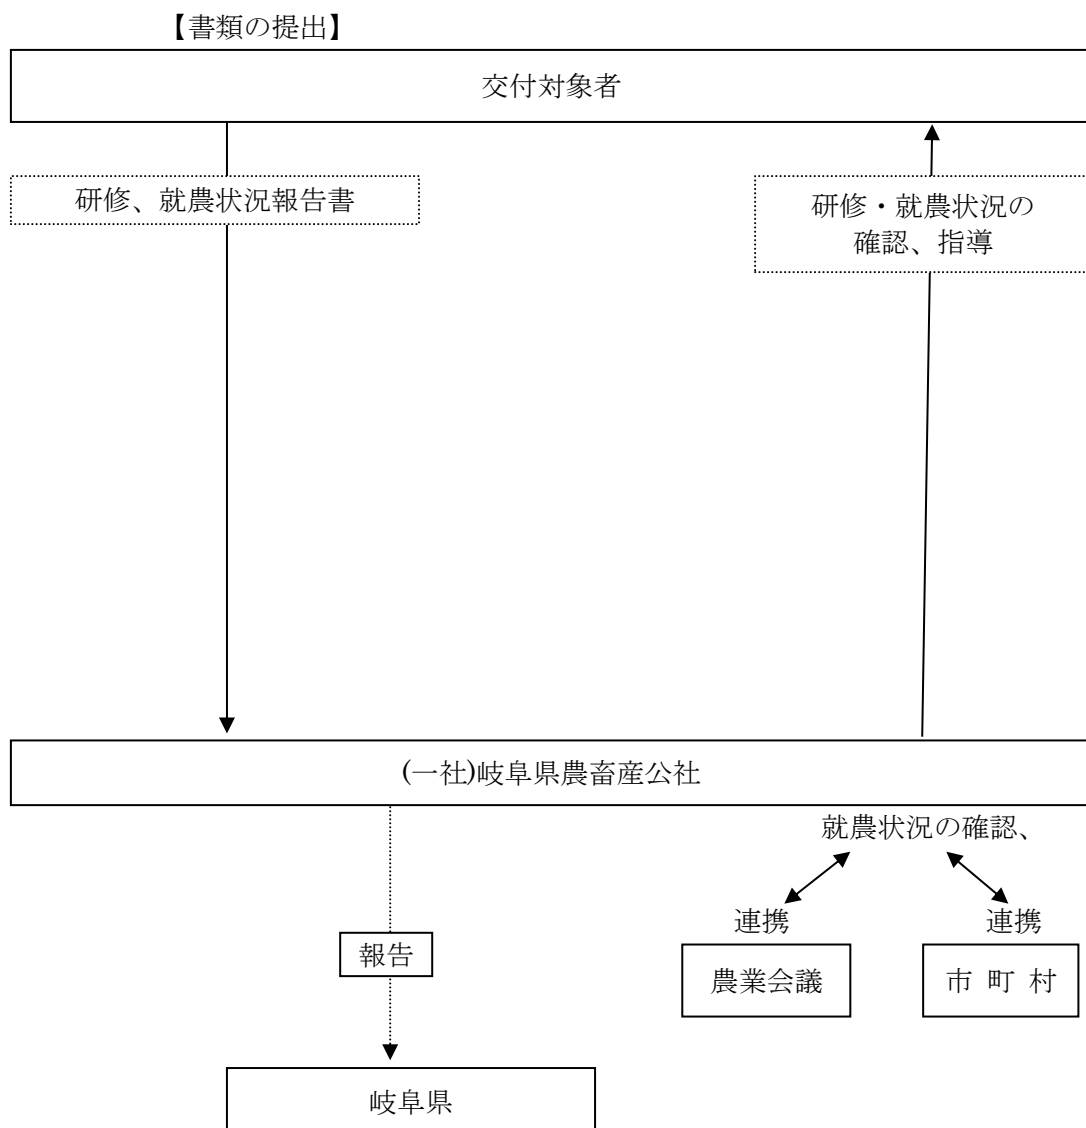 【書類の提出】
交付対象者
研修、就農状況報告書
研修・就農状況の
確認、指導
(一社)岐阜県農畜産公社
就農状況の確認、
連携
連携
報告
農業会議
市 町 村
岐阜県